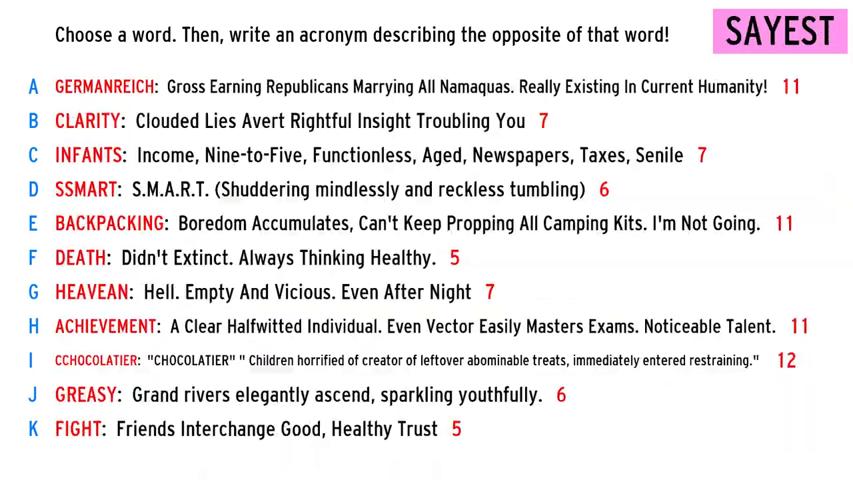 Choose a word. Then, write an acronym describing the opposite of that word! SAYEST
A GERMANREICH: Gross Earning Republicans Marrying All Namaquas. Really Existing In Current Humanity! 11
B CLARITY: Clouded Lies Avert Rightful Insight Troubling You 7
C INFANTS: Income, Nine-to-Five, Functionless, Aged, Newspapers, Taxes, Senile 7
D SSMART: S.M.A.R.T. (Shuddering mindlessly and reckless tumbling) 6
E BACKPACKING: Boredom Accumulates, Can't Keep Propping All Camping Kits. I'm Not Going. 11
F DEATH: Didn't Extinct. Always Thinking Healthy. 5
G HEAVEAN: Hell. Empty And Vicious. Even After Night 7
H ACHIEVEMENT: A Clear Halfwitted Individual. Even Vector Easily Masters Exams. Noticeable Talent. 11
I CCHOCOLATIER: "CHOCOLATIER" " Children horrified of creator of leftover abominable treats, immediately entered restraining." 12
J GREASY: Grand rivers elegantly ascend, sparkling youthfully. 6
K FIGHT: Friends Interchange Good, Healthy Trust 5